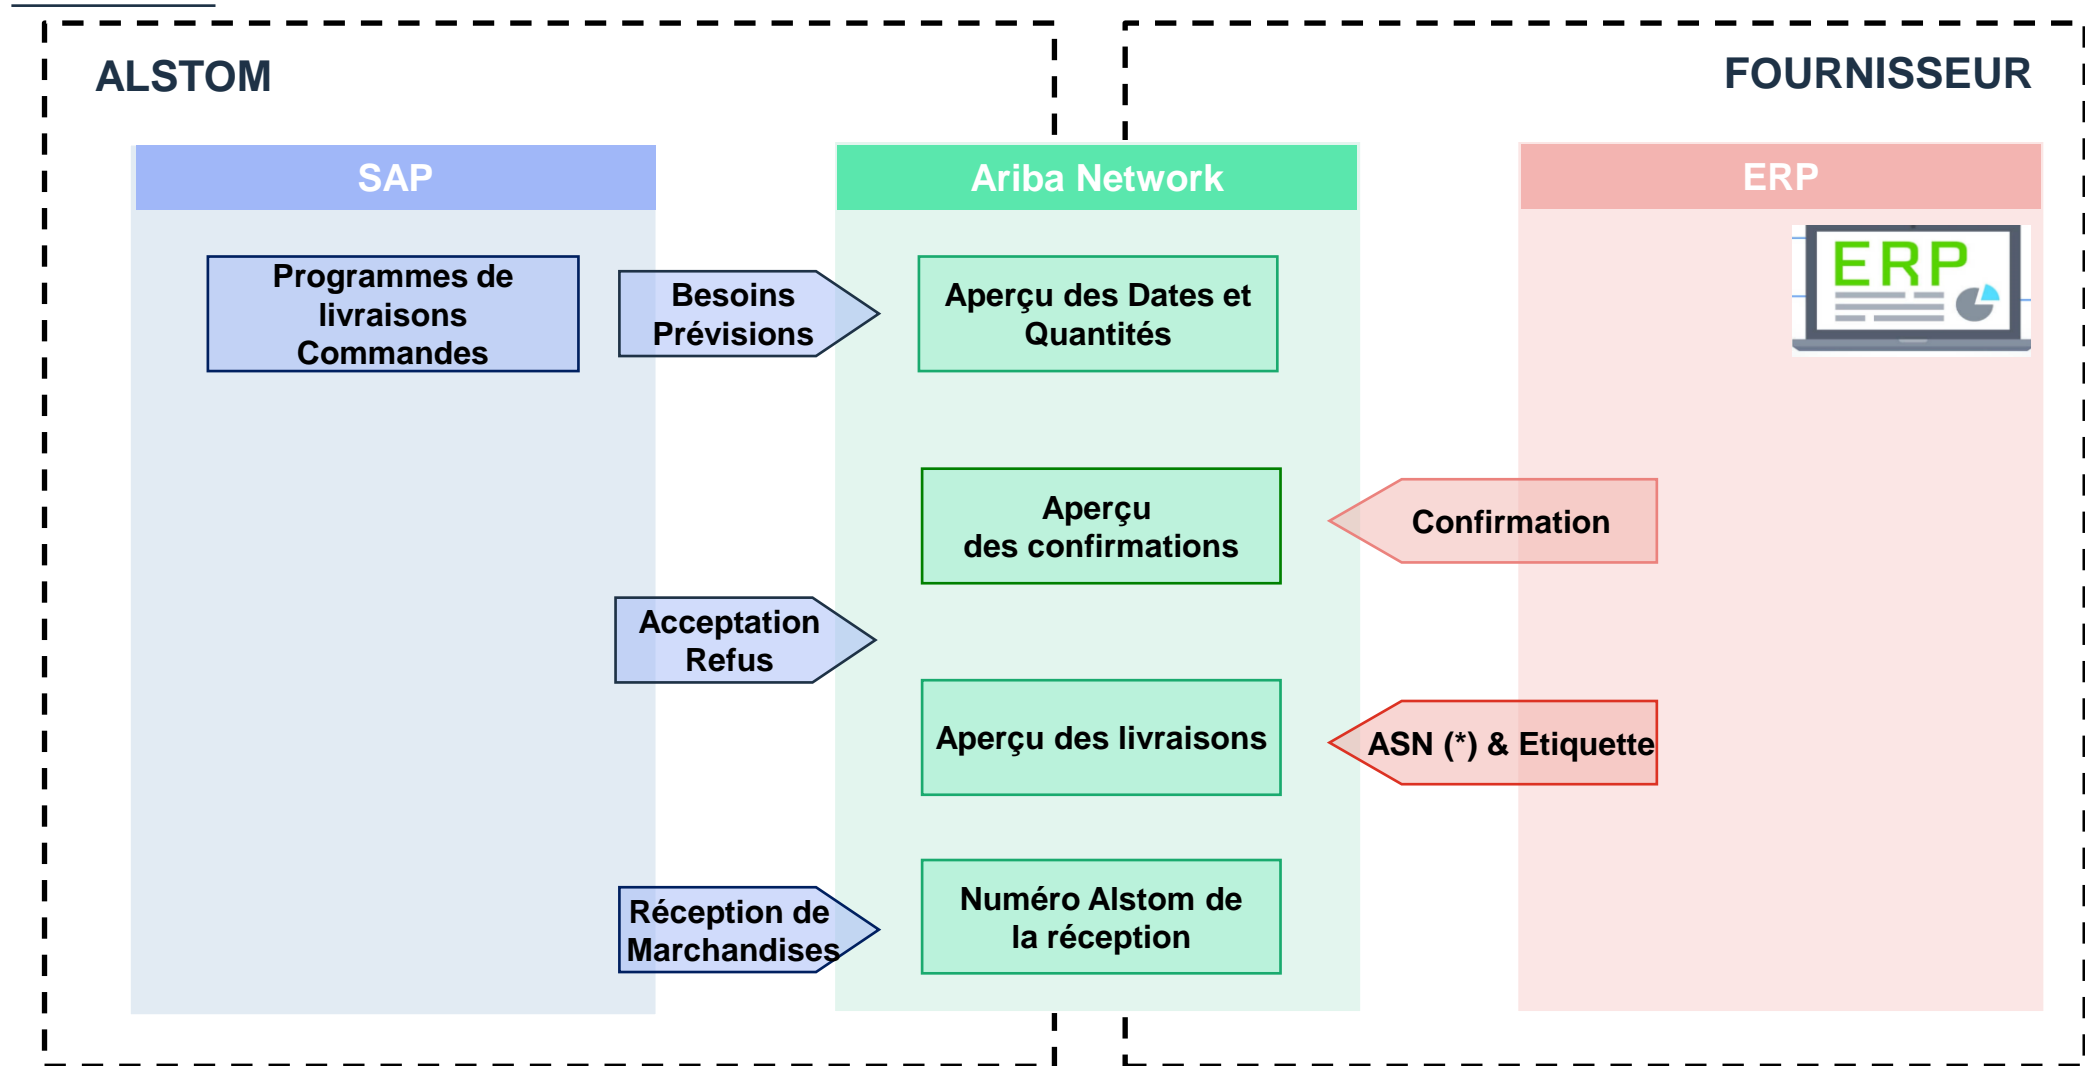 ALSTOM
FOURNISSEUR
SAP
Ariba Network
ERP
Programmes de
livraisons
Commandes
Besoins
Prévisions
Aperçu des Dates et
Quantités
ERP
Aperçu
des confirmations
Confirmation
Acceptation
Refus
Aperçu des livraisons
ASN (*) & Etiquette
Réception de
Marchandises
Numéro Alstom de
la réception